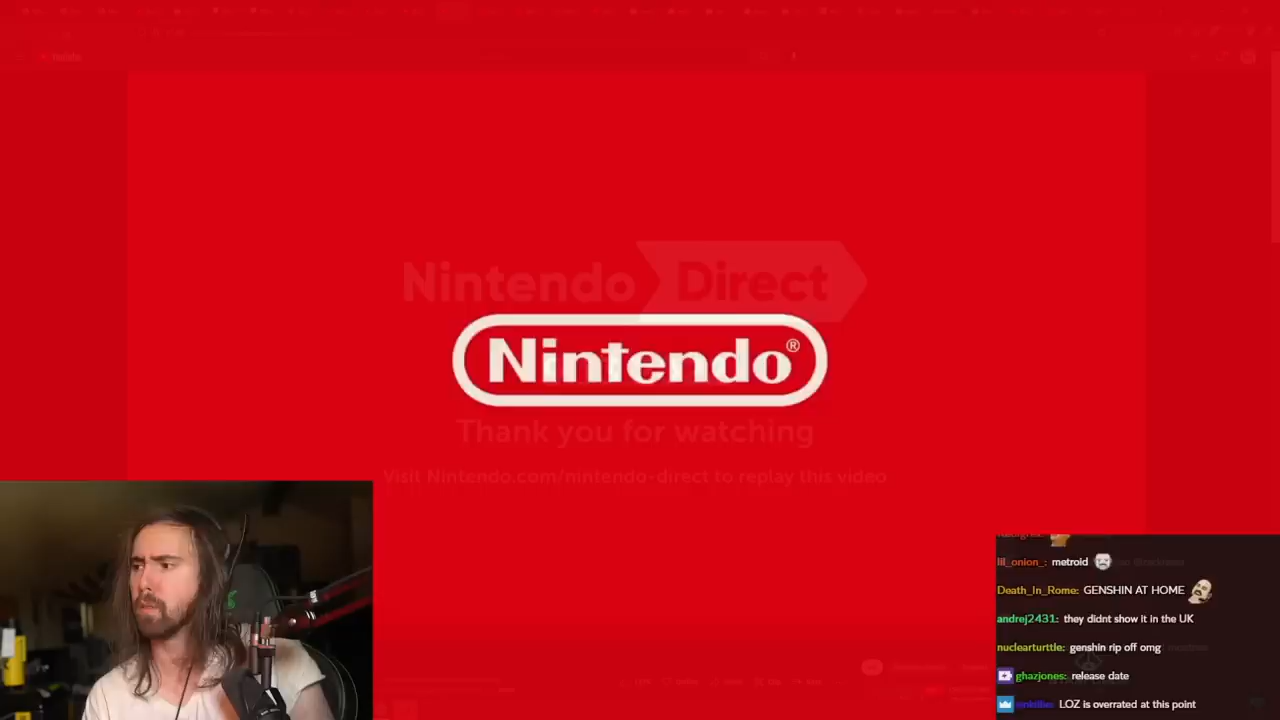 Nintendo Direct
Nintendo®
Thank you for watching
Visit Nintendo.com/nintendo-direct to replay this video
lil_onion_: metroid
Death_In_Rome: GENSHIN AT HOME
andrej2431: they didnt show it in the UK
nuclearturttle: genshin rip off omg
ghazjones: release date
LOZ is overrated at this point